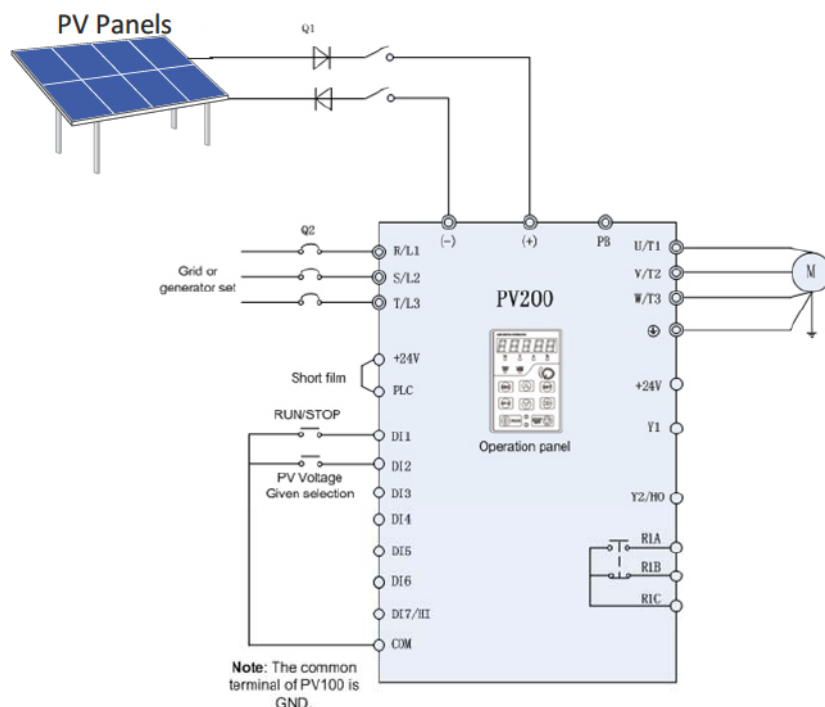 PV Panels
Q1
(-)
(+)
PB
Q2
R/L1
S/L2
T/L3
Grid or
generator set
U/T1
V/T2
W/T3
M
PV200
+24V
PLC
Short film
RUN/STOP
DI1
DI2
PV Voltage
Given selection
DI3
DI4
DI5
DI6
DI7/HI
COM
Operation panel
+24V
Y1
Y2/HO
R1A
R1B
R1C
Note: The common
terminal of PV100 is
GND.